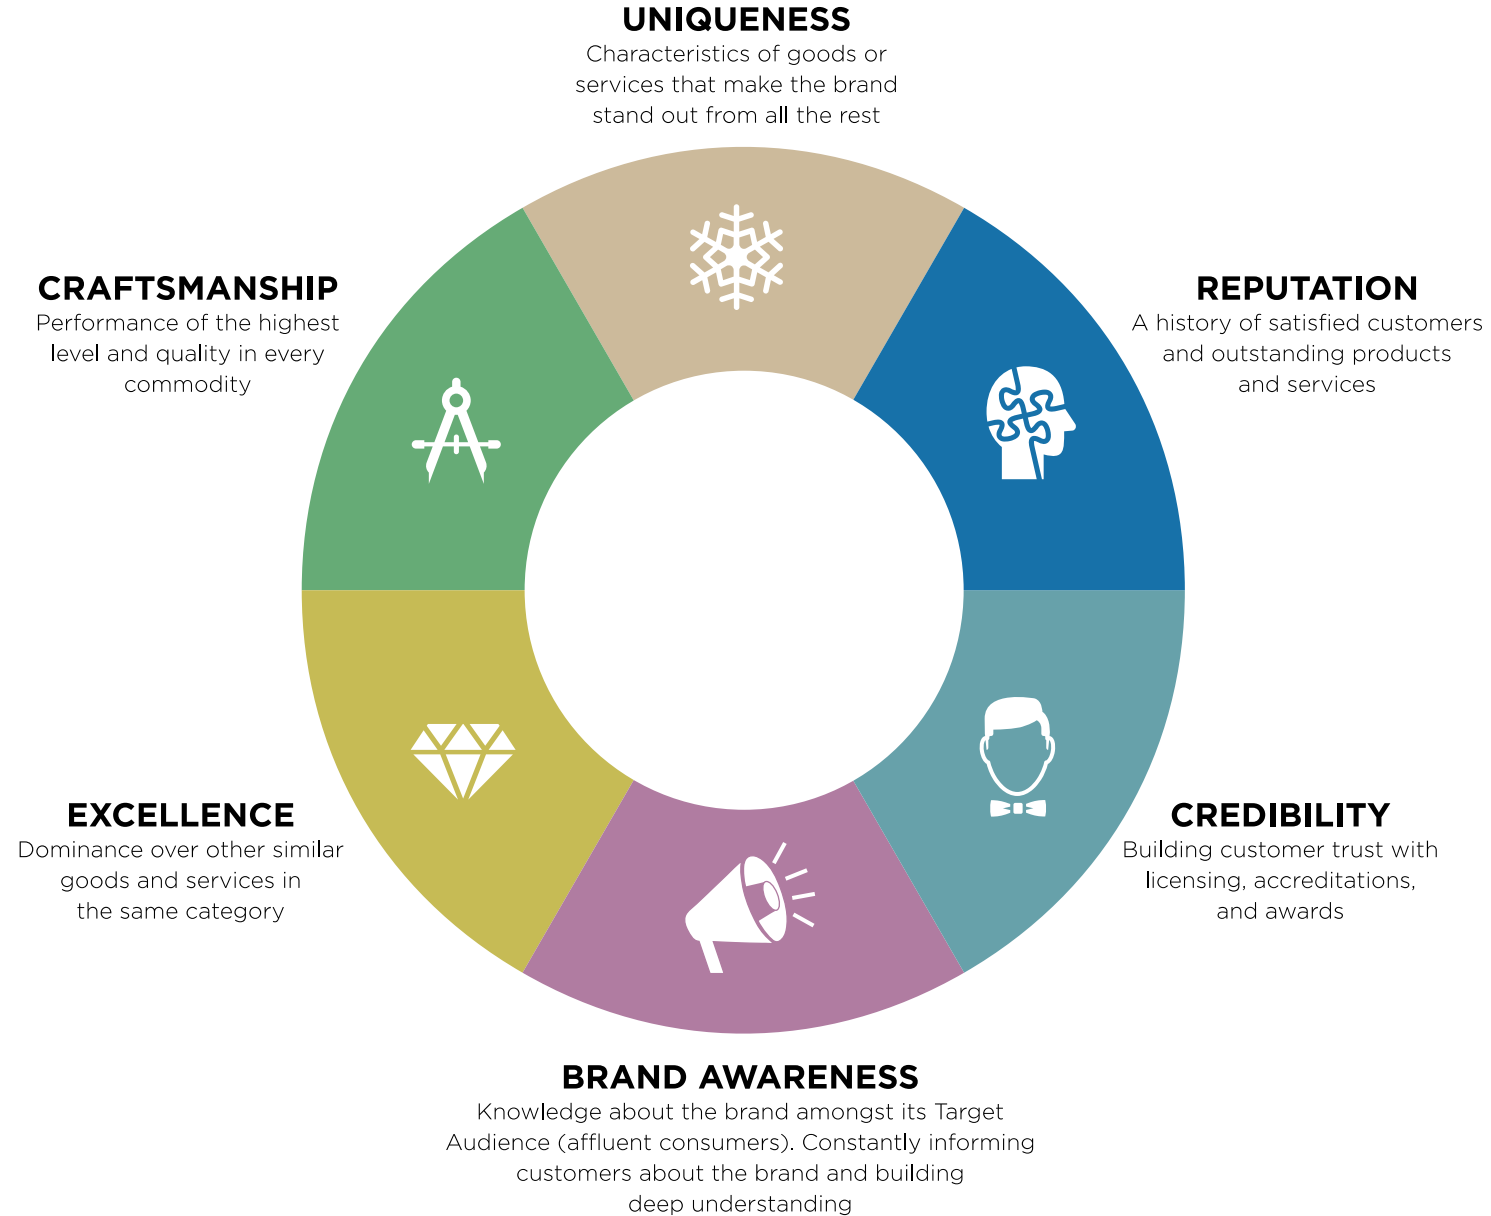 UNIQUENESS
Characteristics of goods or
services that make the brand
stand out from all the rest
CRAFTSMANSHIP
Performance of the highest
level and quality in every
commodity
REPUTATION
A history of satisfied customers
and outstanding products
and services
EXCELLENCE
Dominance over other similar
goods and services in
the same category
CREDIBILITY
Building customer trust with
licensing, accreditations,
and awards
BRAND AWARENESS
Knowledge about the brand amongst its Target
Audience (affluent consumers). Constantly informing
customers about the brand and building
deep understanding